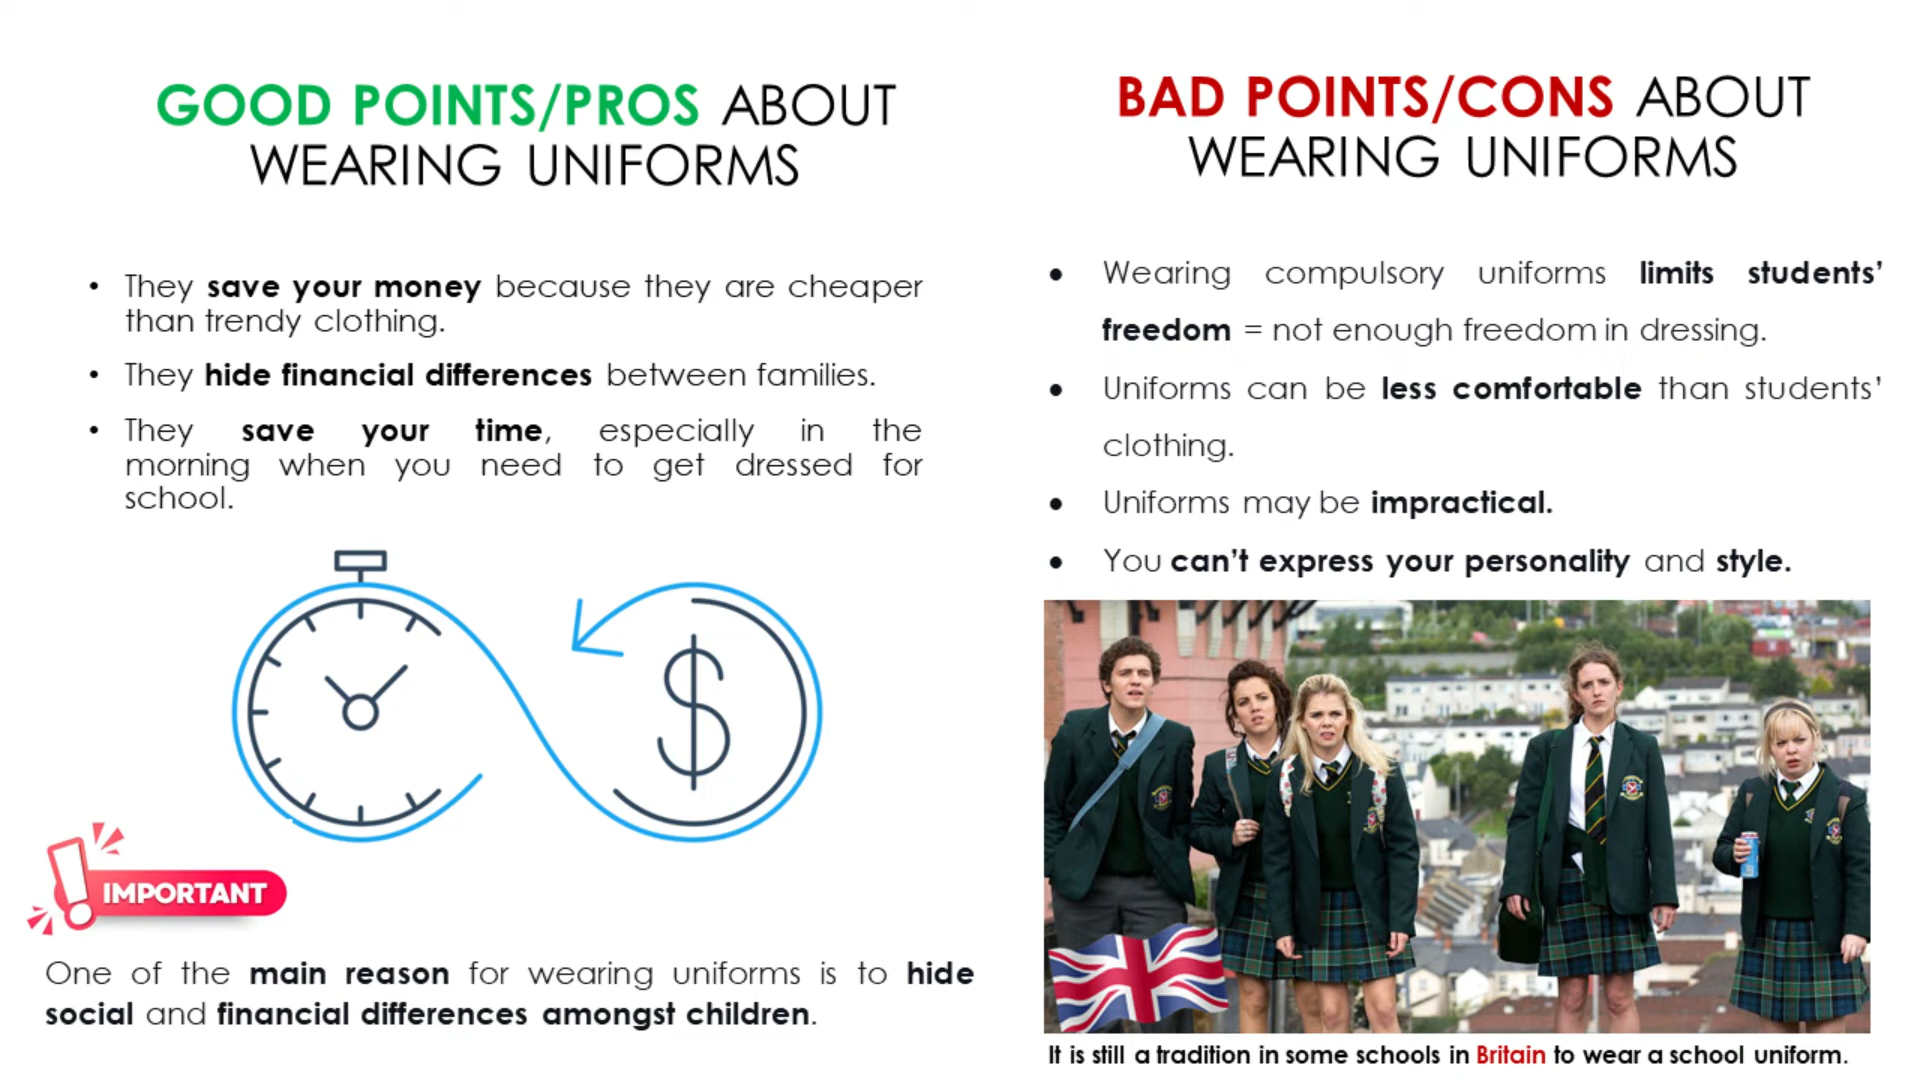 GOOD POINTS/PROS ABOUT
WEARING UNIFORMS
• They save your money because they are cheaper
than trendy clothing.
• They hide financial differences between families.
• They save your time, especially in the
morning when you need to get dressed for
school.
$
IMPORTANT
One of the main reason for wearing uniforms is to hide
social and financial differences amongst children.
BAD POINTS/CONS ABOUT
WEARING UNIFORMS
• Wearing compulsory uniforms limits students’
freedom = not enough freedom in dressing.
• Uniforms can be less comfortable than students’
clothing.
• Uniforms may be impractical.
• You can’t express your personality and style.
It is still a tradition in some schools in Britain to wear a school uniform.